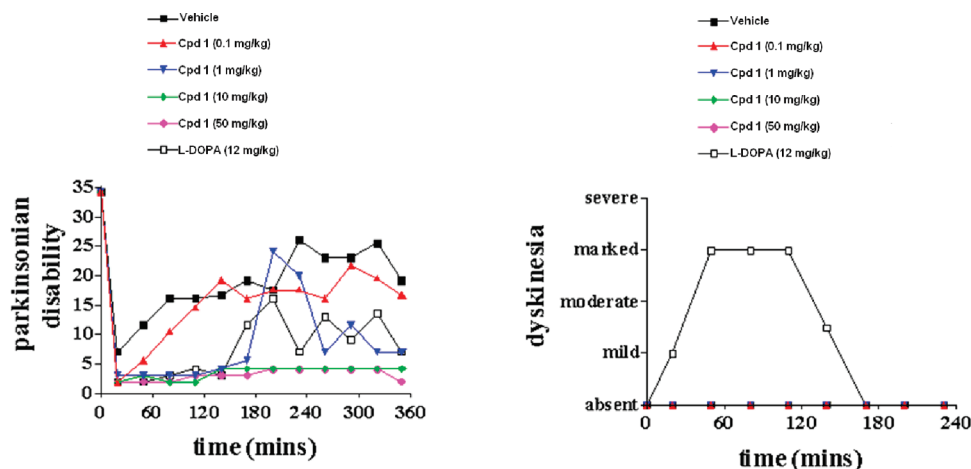 Vehicle
Cpd 1 (0.1 mg/kg)
Cpd 1 (1 mg/kg)
Cpd 1 (10 mg/kg)
Cpd 1 (50 mg/kg)
L-DOPA (12 mg/kg)
35
30
25
20
15
10
5
0
parkinsonian
disability
0
60
120
180
240
300
360
time (mins)
Vehicle
Cpd 1 (0.1 mg/kg)
Cpd 1 (1 mg/kg)
Cpd 1 (10 mg/kg)
Cpd 1 (50 mg/kg)
L-DOPA (12 mg/kg)
severe
marked
moderate
mild
absent
dyskinesia
0
60
120
180
240
time (mins)